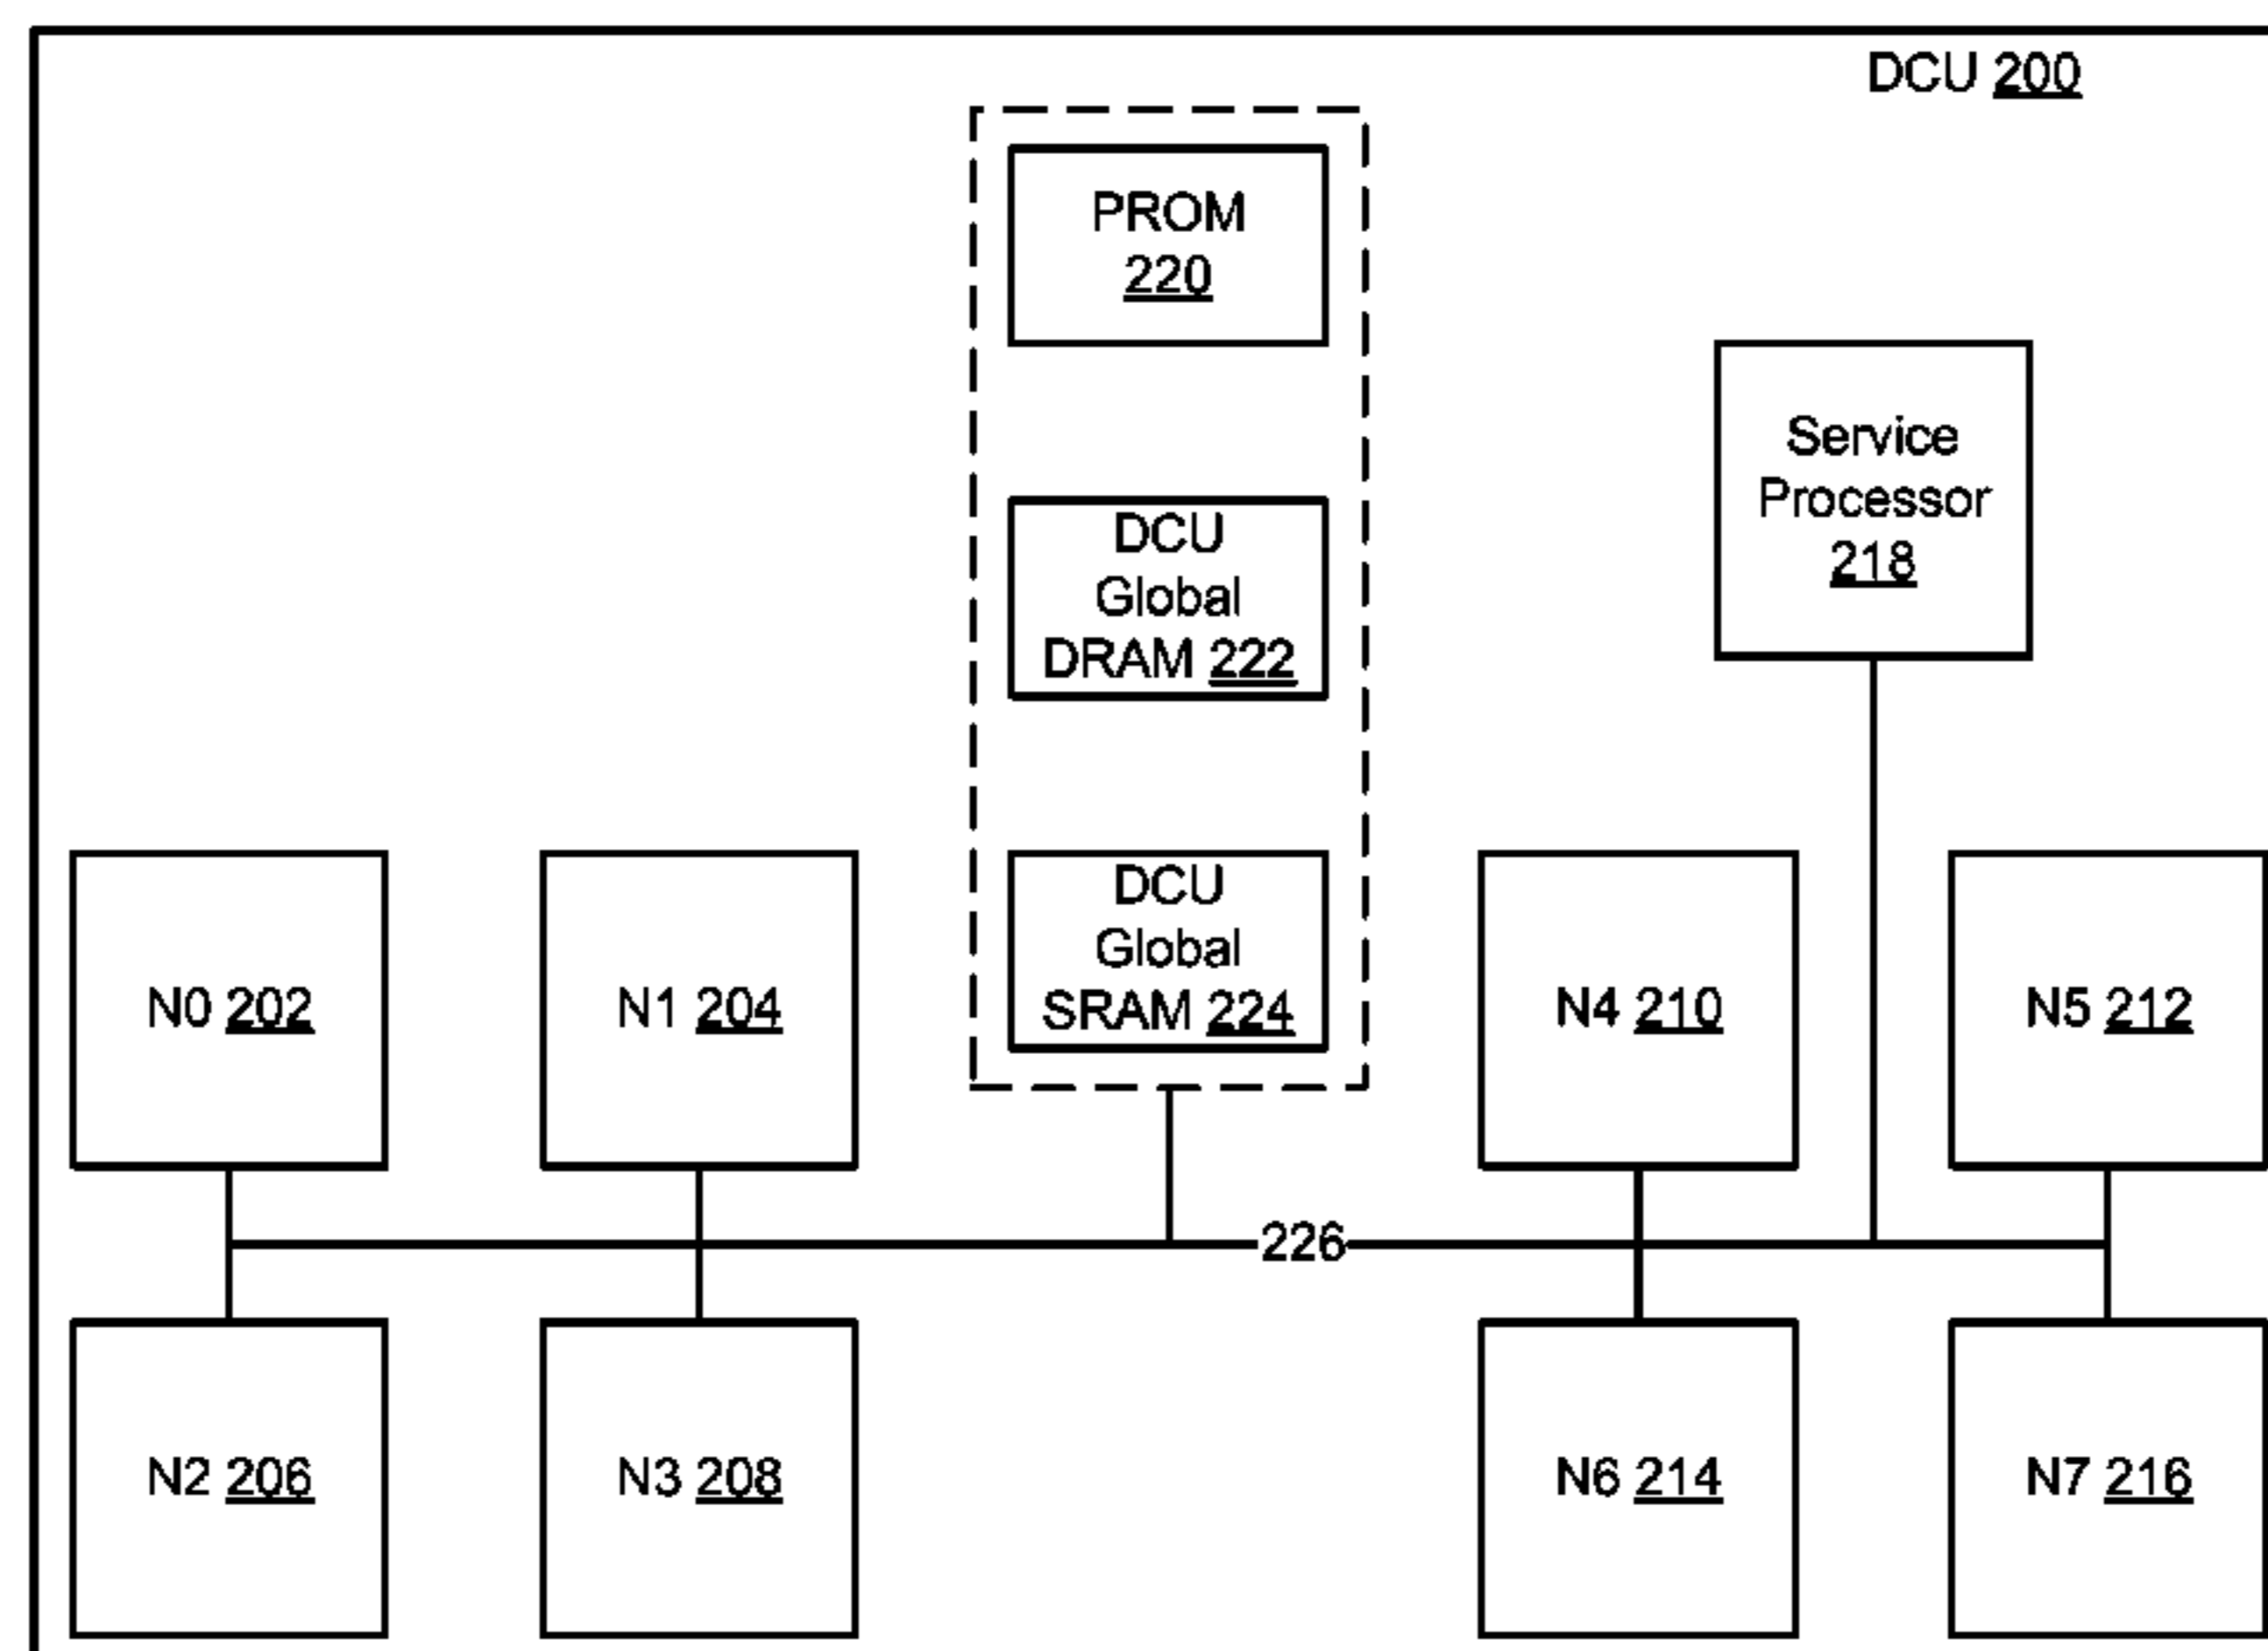 DCU 200
PROM
220
DCU
Global
DRAM 222
Service
Processor
218
DCU
Global
SRAM 224
N0 202
N1 204
N4 210
N5 212
226
N2 206
N3 208
N6 214
N7 216